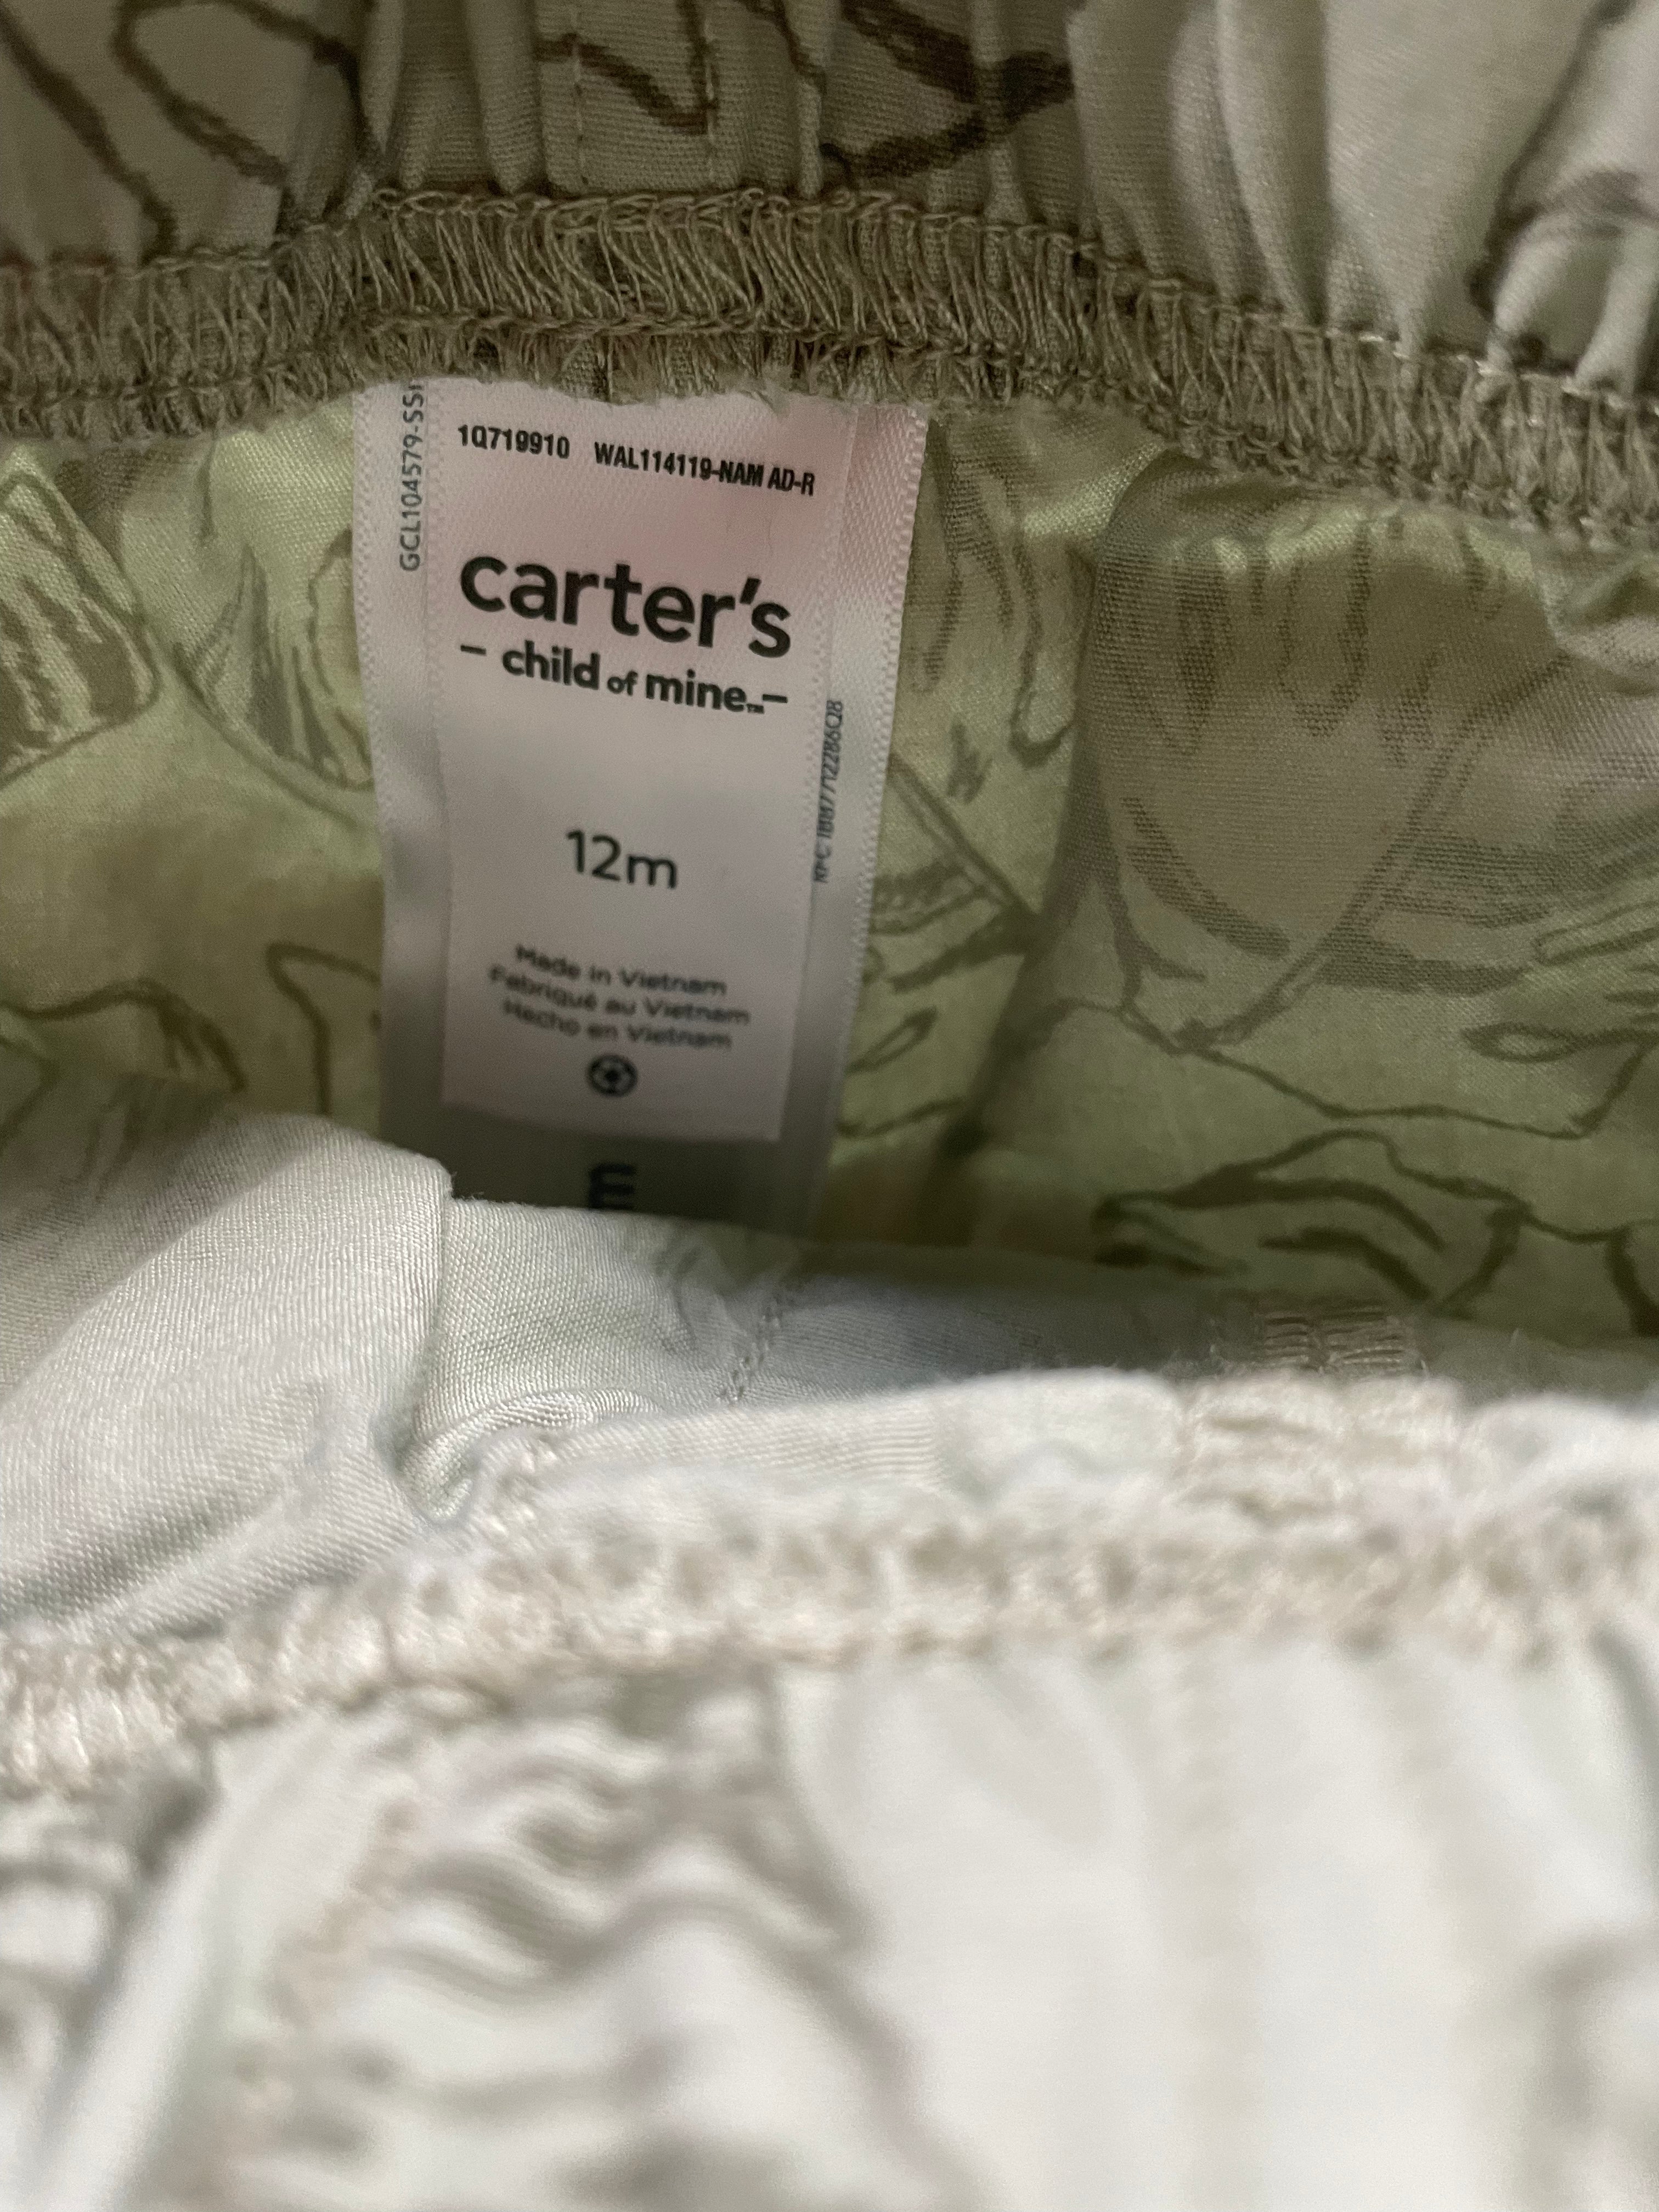 1Q719910 WAL114119-NAM AD-R
GCL104579-SS
carter's
- child of mine™ -
12m
Made in Vietnam
Fabriqué au Vietnam
Hecho en Vietnam
m